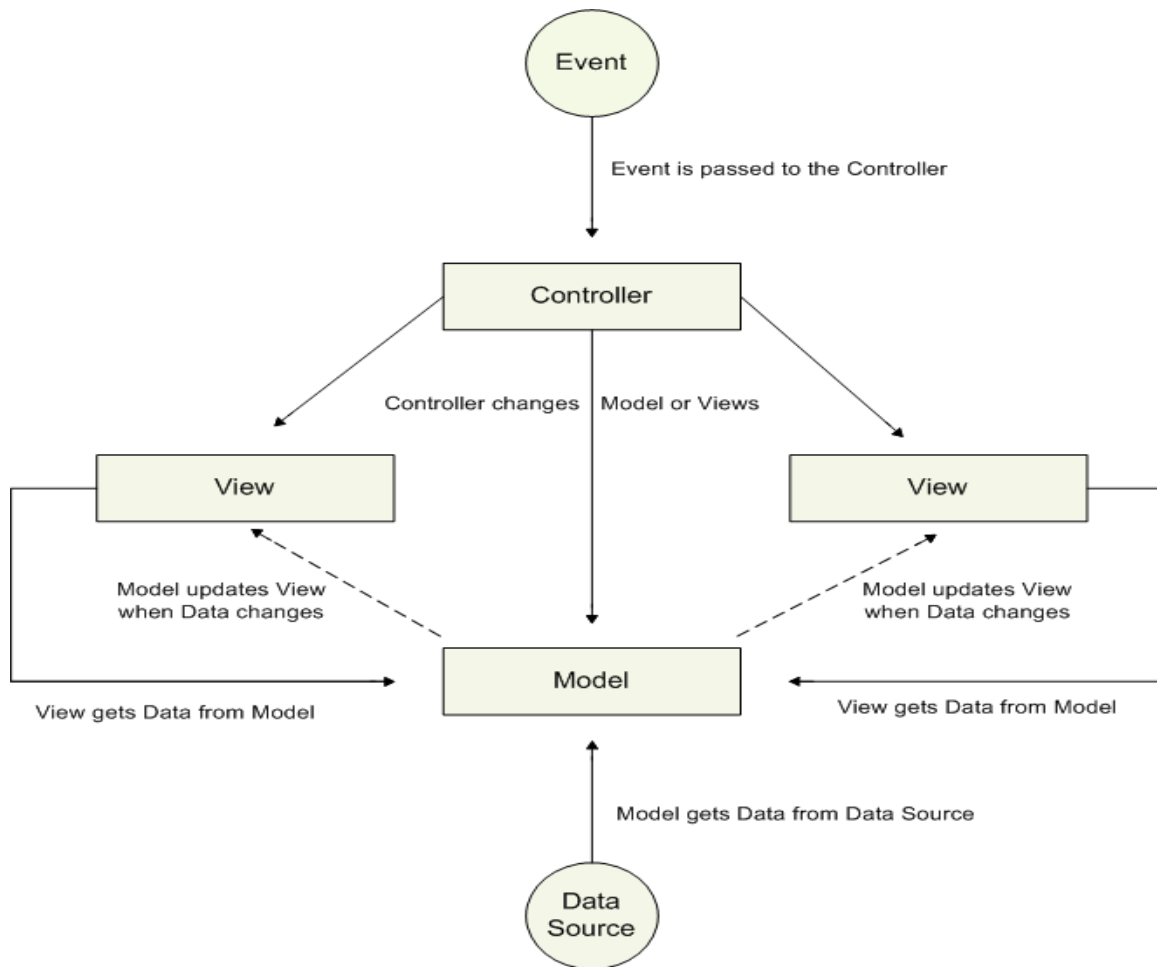 Event
Event is passed to the Controller
Controller
Controller changes
Model or Views
View
View
Model updates View
when Data changes
Model updates View
when Data changes
Model
View gets Data from Model
View gets Data from Model
Model gets Data from Data Source
Data
Source